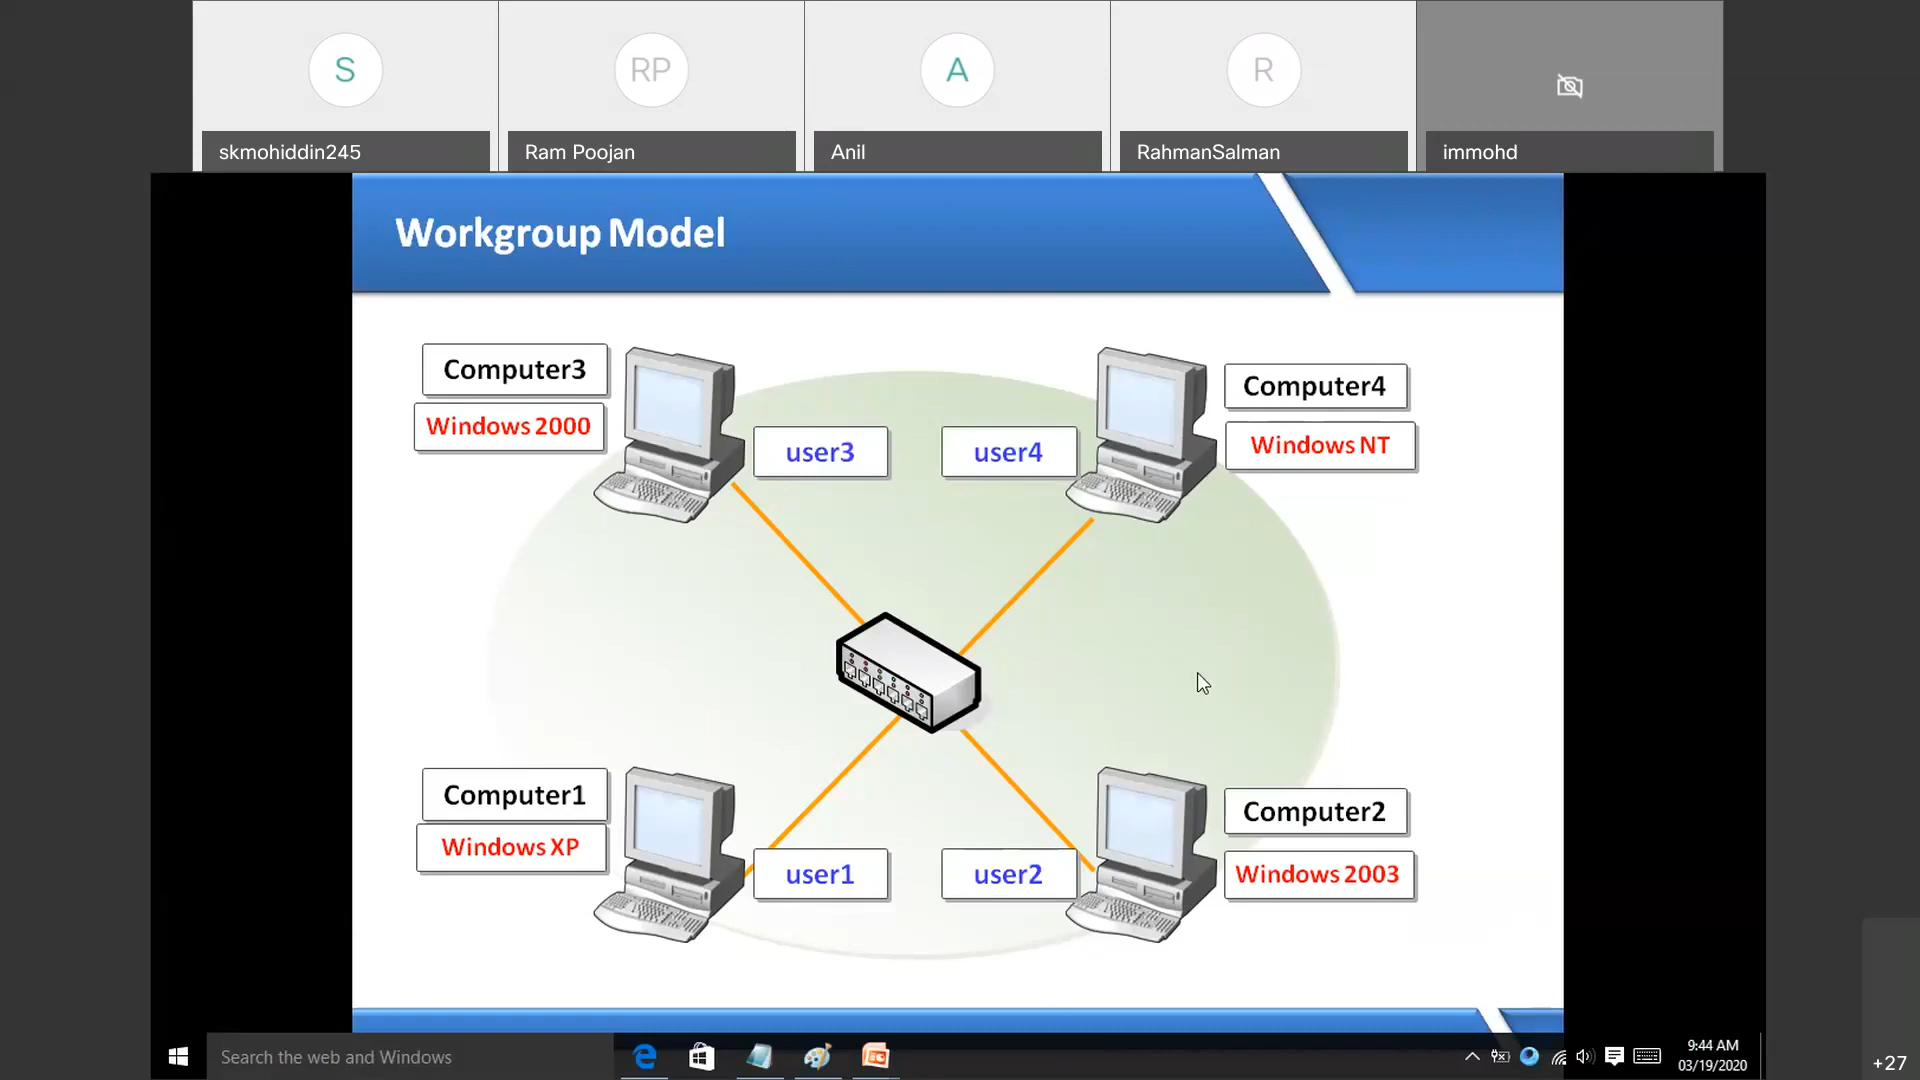 S
RP
A
R
skmohiddin245
Ram Poojan
Anil
RahmanSalman
immohd
Workgroup Model
Computer3
Windows 2000
user3
user4
Computer4
Windows NT
Computer1
Windows XP
user1
user2
Computer2
Windows 2003
Search the web and Windows
9:44 AM
03/19/2020
+27